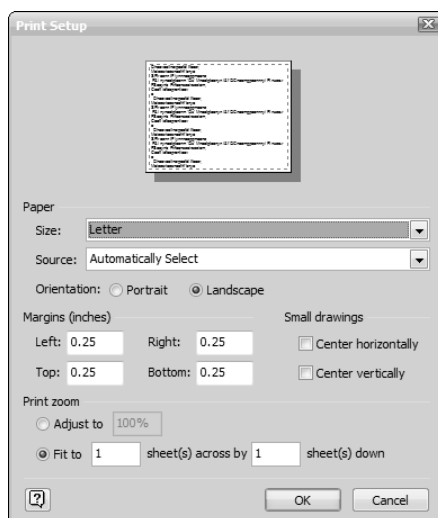 Print Setup
Paper
Size: Letter
Source: Automatically Select
Orientation: Portrait Landscape
Margins (inches) Small drawings
Left: 0.25 Right: 0.25 Center horizontally
Top: 0.25 Bottom: 0.25 Center vertically
Print zoom
Adjust to 100%
Fit to 1 sheet(s) across by 1 sheet(s) down
? OK Cancel